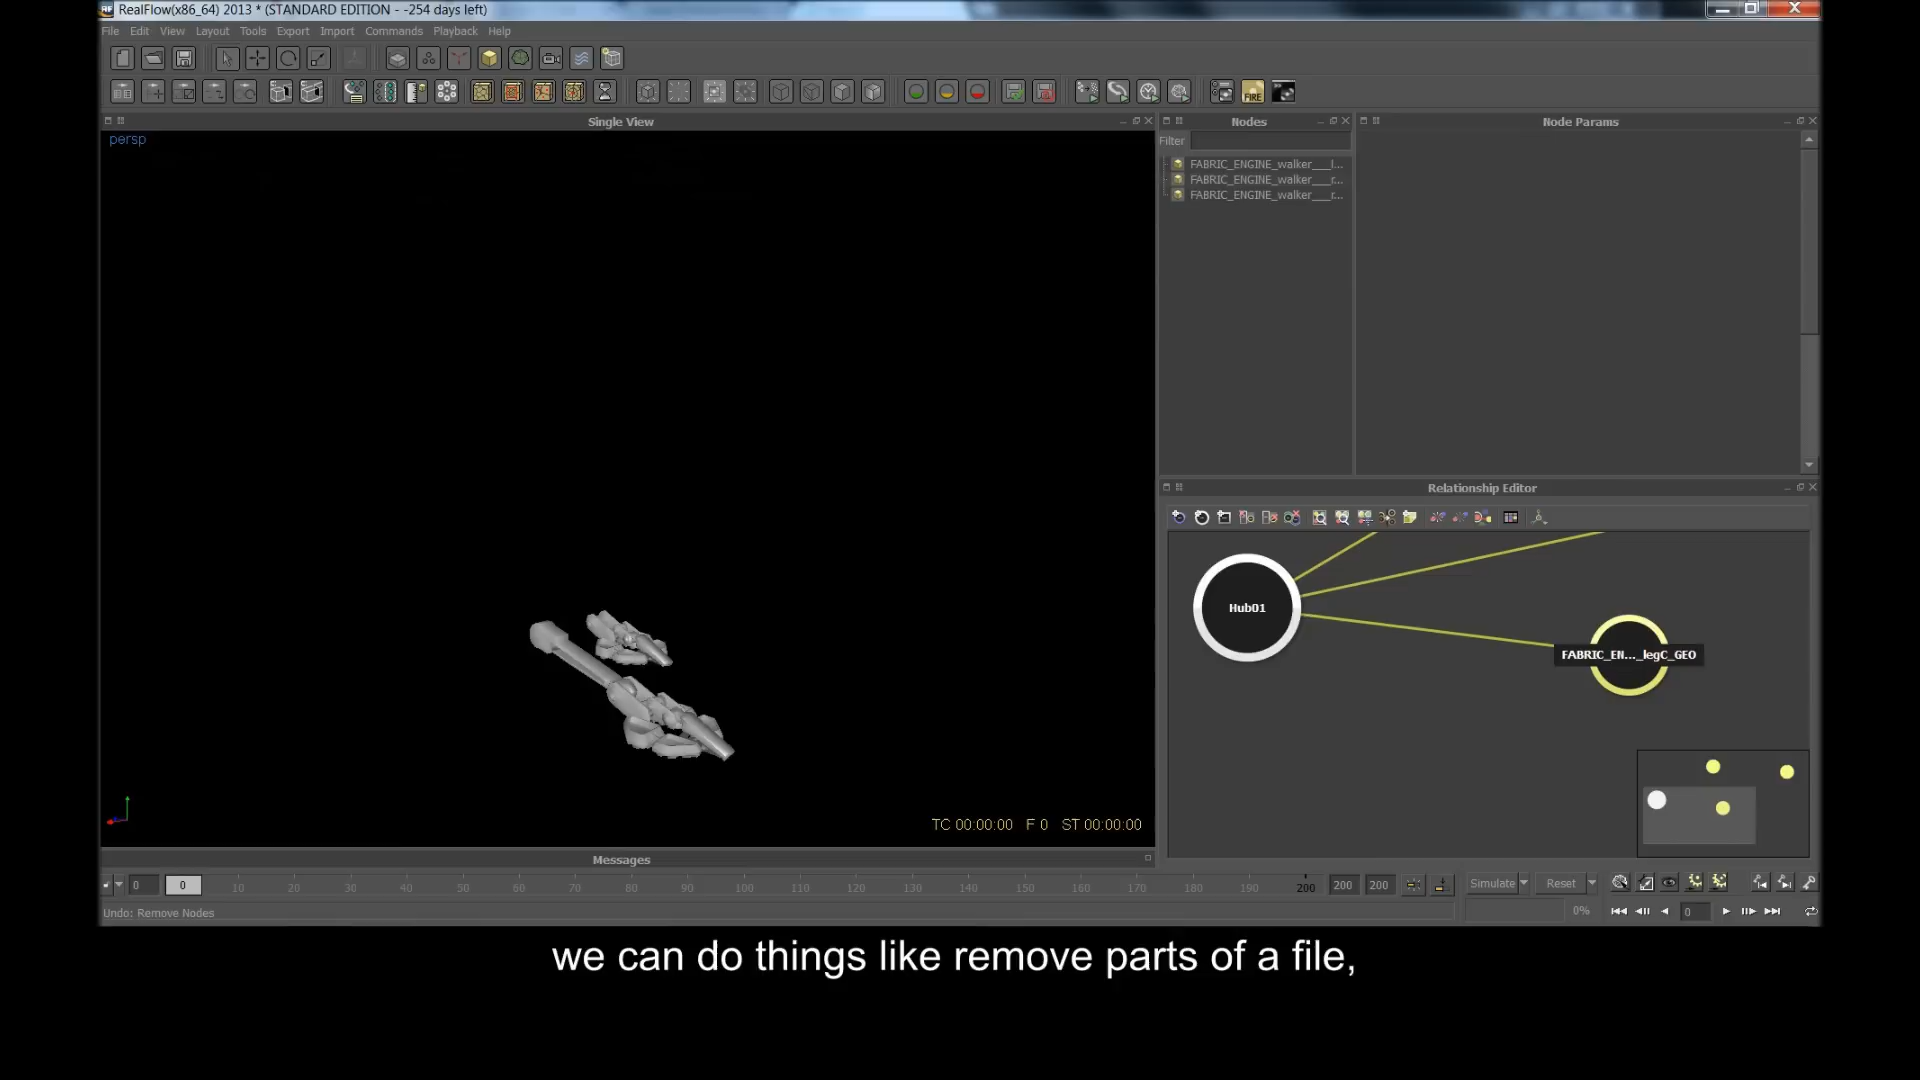 RealFlow(x86_64) 2013 * (STANDARD EDITION - -254 days left)
File Edit View Layout Tools Export Import Commands Playback Help
FIRE
Single View
Nodes
Node Params
persp
Filter
FABRIC_ENGINE_walker___l...
FABRIC_ENGINE_walker___r...
FABRIC_ENGINE_walker___r...
Relationship Editor
Hub01
FABRIC_EN..._legC_GEO
TC 00:00:00 F 0 ST 00:00:00
Messages
0 0 10 20 30 40 50 60 70 80 90 100 110 120 130 140 150 160 170 180 190 200 200 200
Simulate Reset
Undo: Remove Nodes
0% 0
we can do things like remove parts of a file,